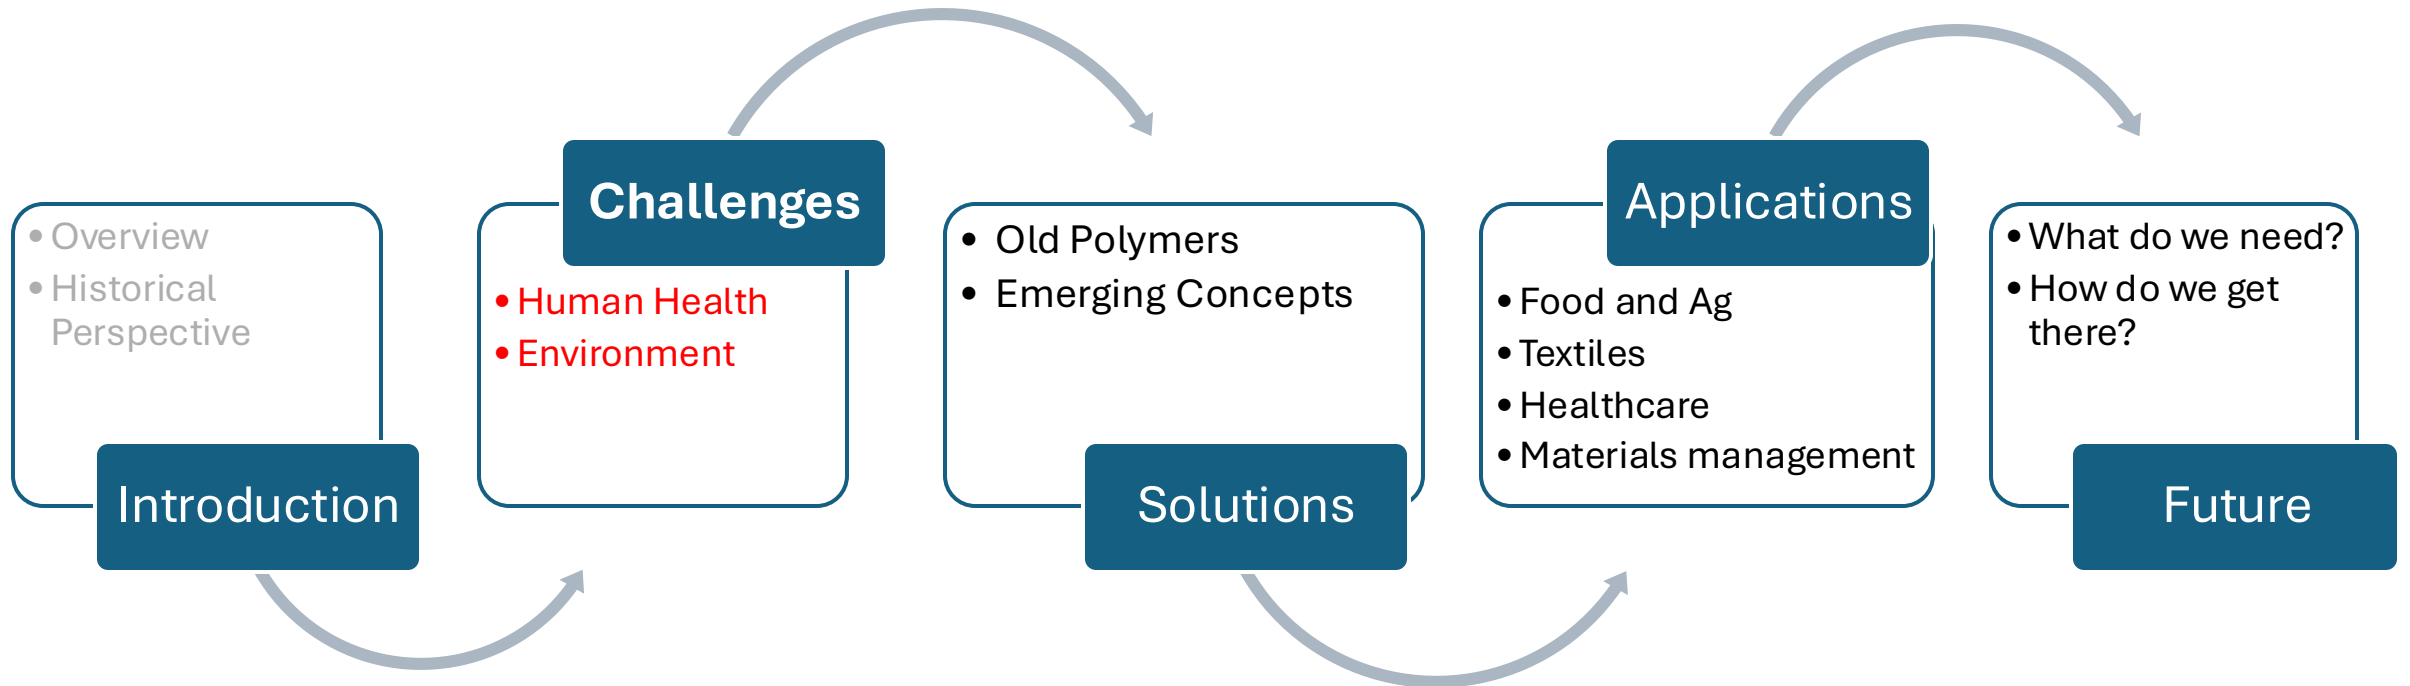 • Overview
• Historical
Perspective
Introduction
Challenges
• Human Health
• Environment
• Old Polymers
• Emerging Concepts
Solutions
Applications
• Food and Ag
• Textiles
• Healthcare
• Materials management
• What do we need?
• How do we get
there?
Future